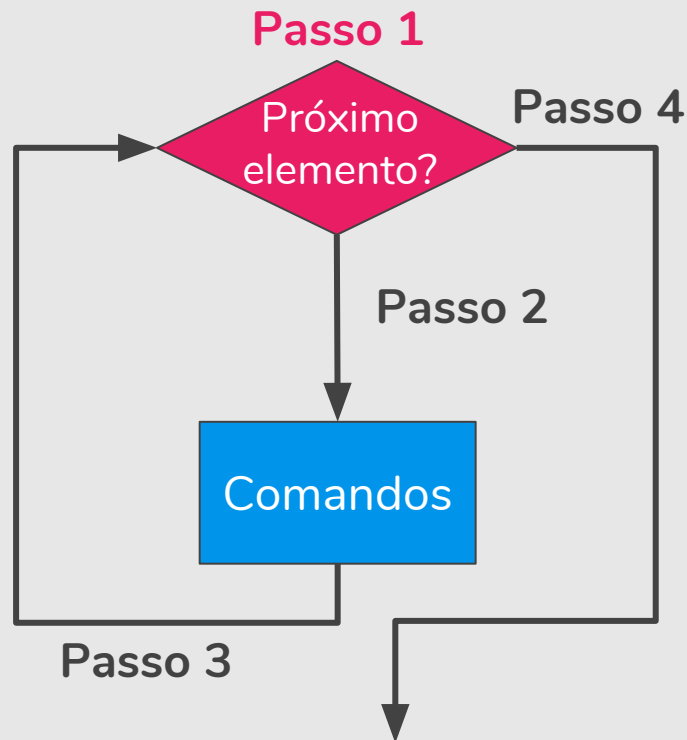 Passo 1
Próximo
elemento?
Passo 4
Passo 2
Comandos
Passo 3